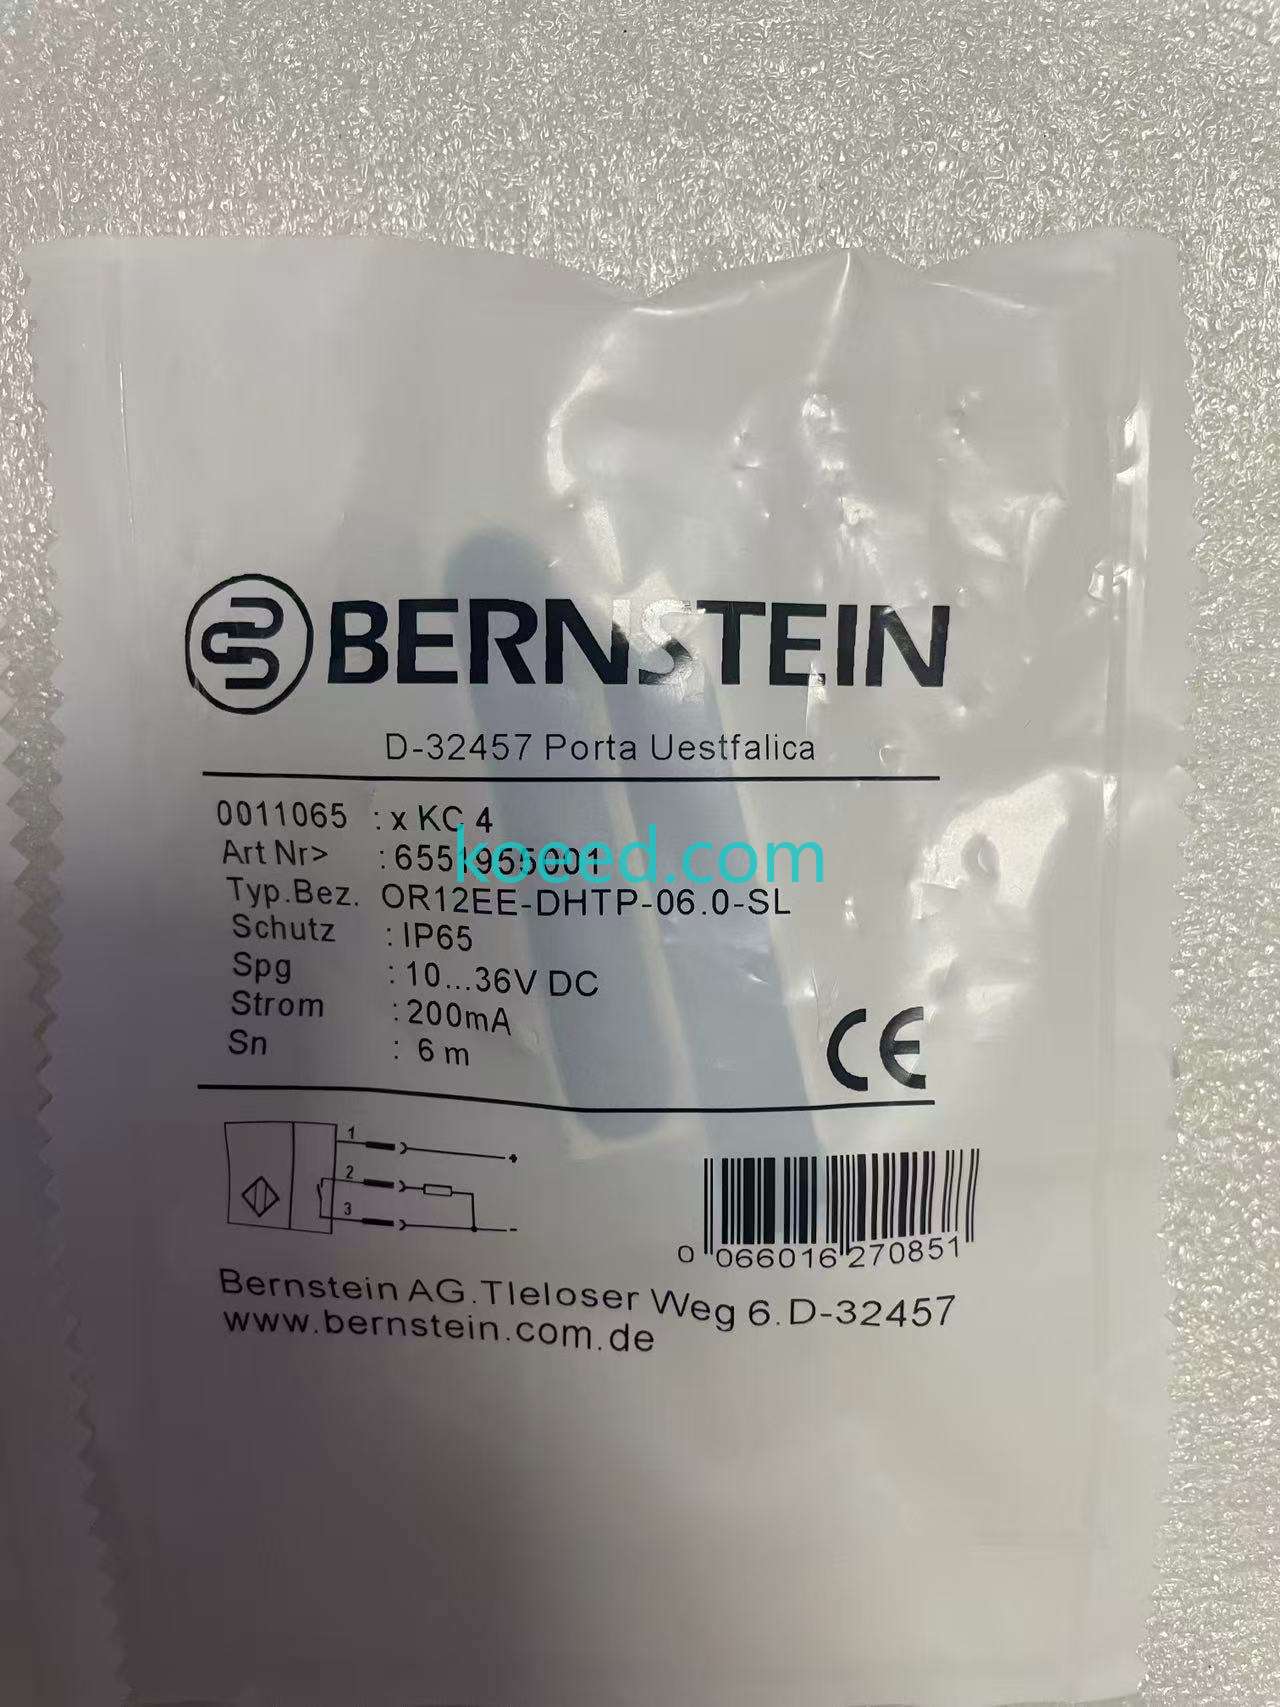 BERNSTEIN
D-32457 Porta Uestfalica
0011065 : x KC 4
Art Nr> : 6551965001
koeed.com
Typ.Bez. OR12EE-DHTP-06.0-SL
Schutz : IP65
Spg : 10...36V DC
Strom : 200mA
Sn : 6 m
CE
1
+
2
3
-
0 066016 270851
Bernstein AG.Tleloser Weg 6.D-32457
www.bernstein.com.de